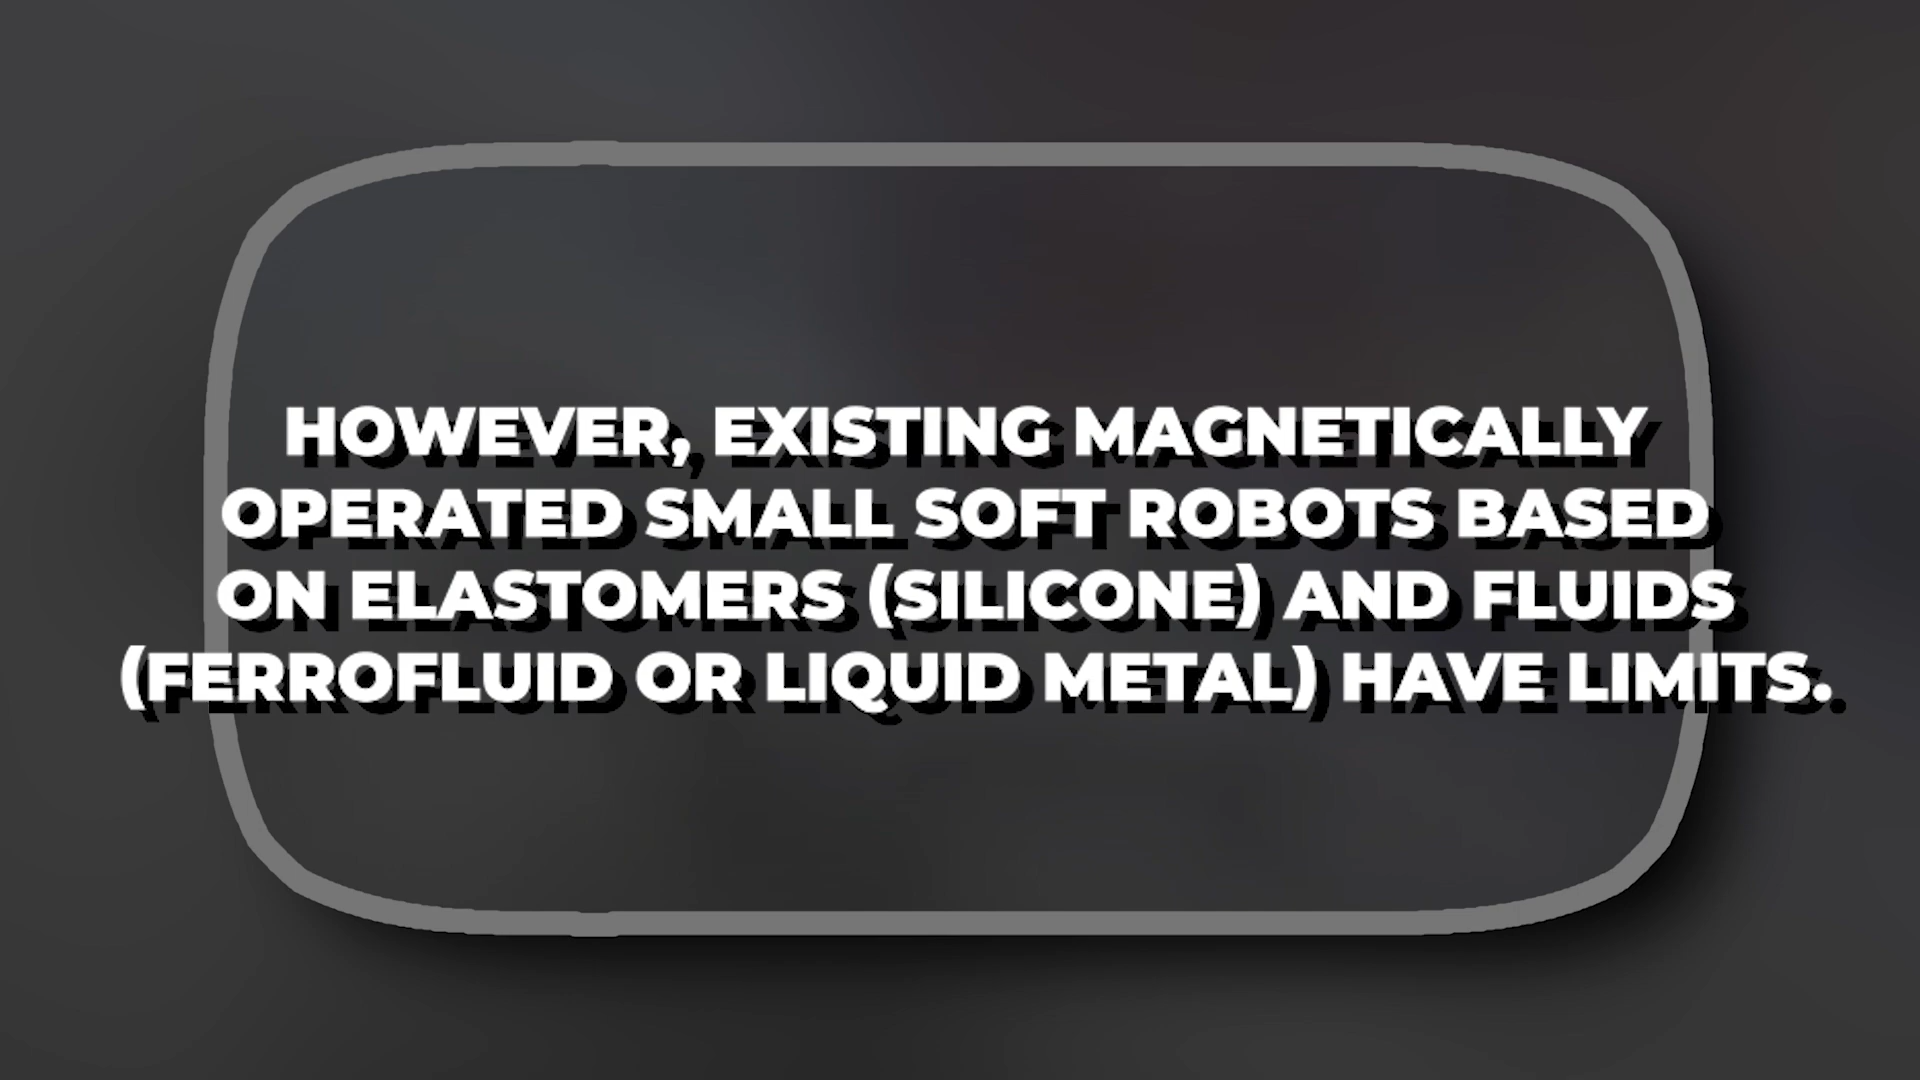 HOWEVER, EXISTING MAGNETICALLY
OPERATED SMALL SOFT ROBOTS BASED
ON ELASTOMERS (SILICONE) AND FLUIDS
(FERROFLUID OR LIQUID METAL) HAVE LIMITS.